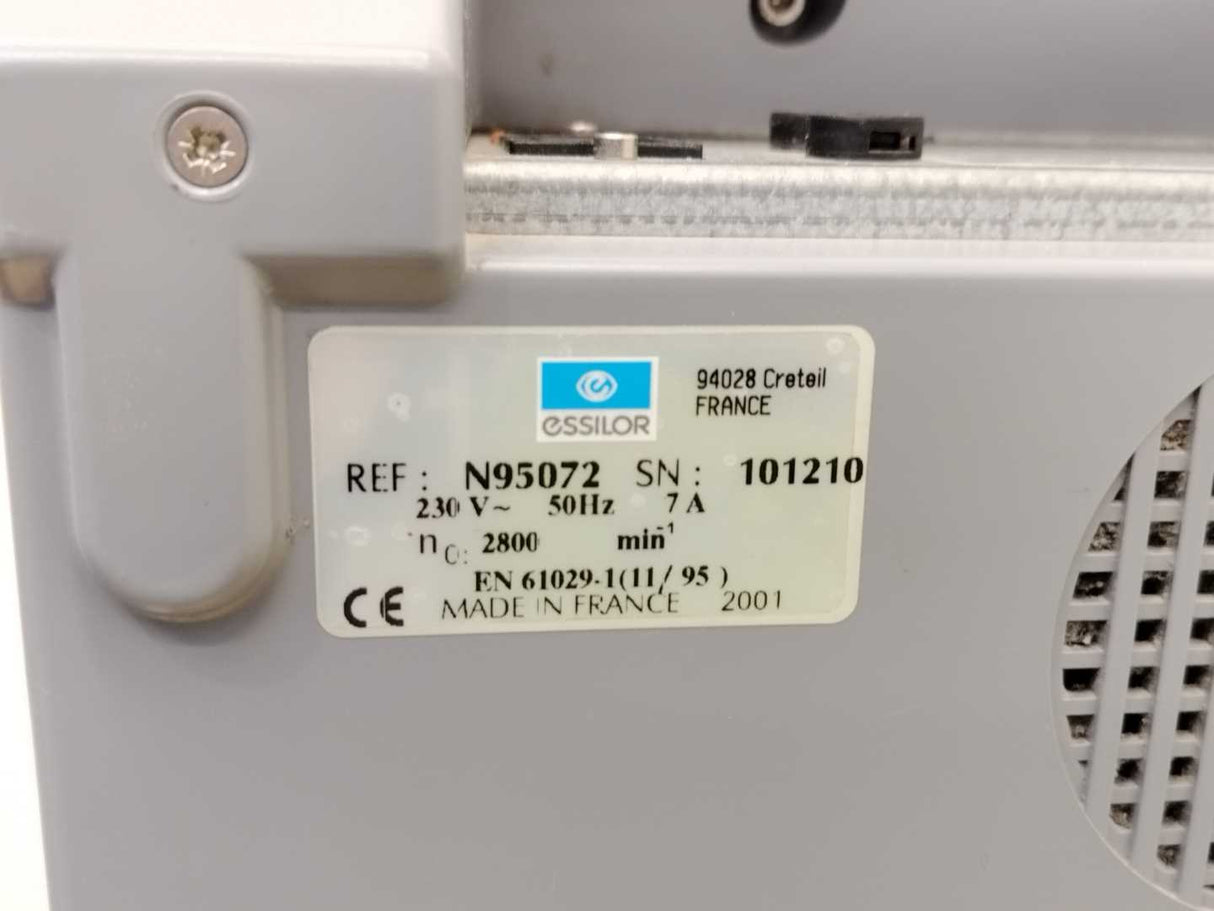 essilor
94028 Creteil
FRANCE
REF : N95072 SN : 101210
230 V~ 50Hz 7 A
n0: 2800 min-1
EN 61029-1(11/ 95 )
CE MADE IN FRANCE 2001